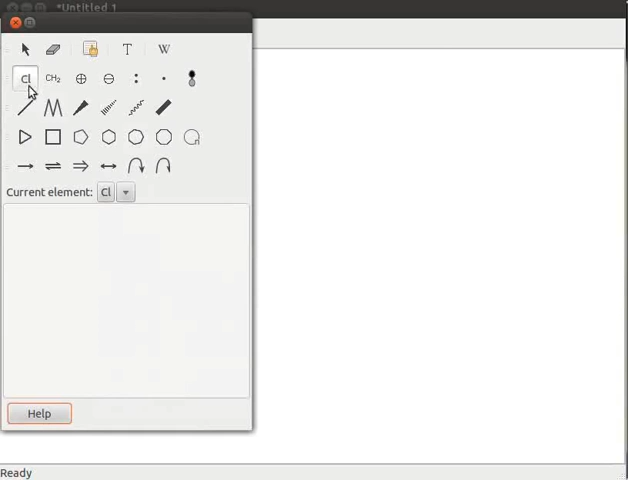 *Untitled 1
T W
Cl CH2
Current element: Cl
Help
Ready